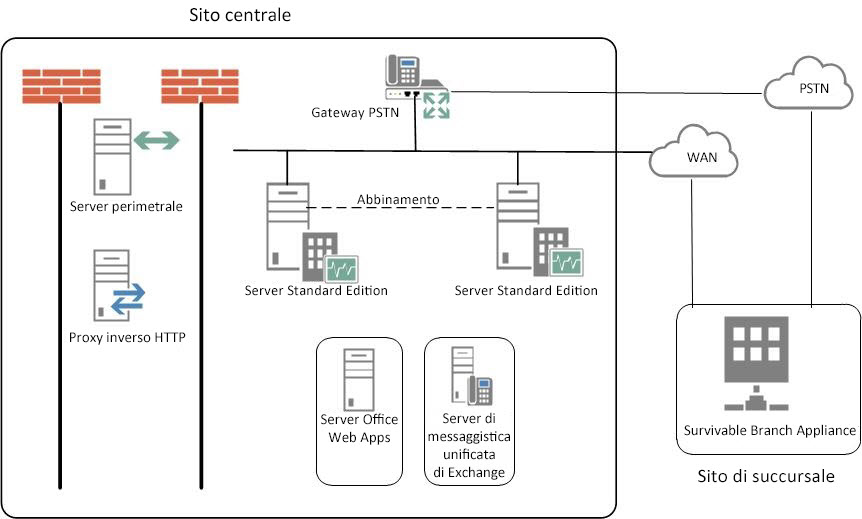 Sito centrale
Gateway PSTN
PSTN
WAN
Server perimetrale
Abbinamento
Server Standard Edition
Server Standard Edition
Proxy inverso HTTP
Server Office
Web Apps
Server di
messaggistica
unificata
di Exchange
Survivable Branch Appliance
Sito di succursale